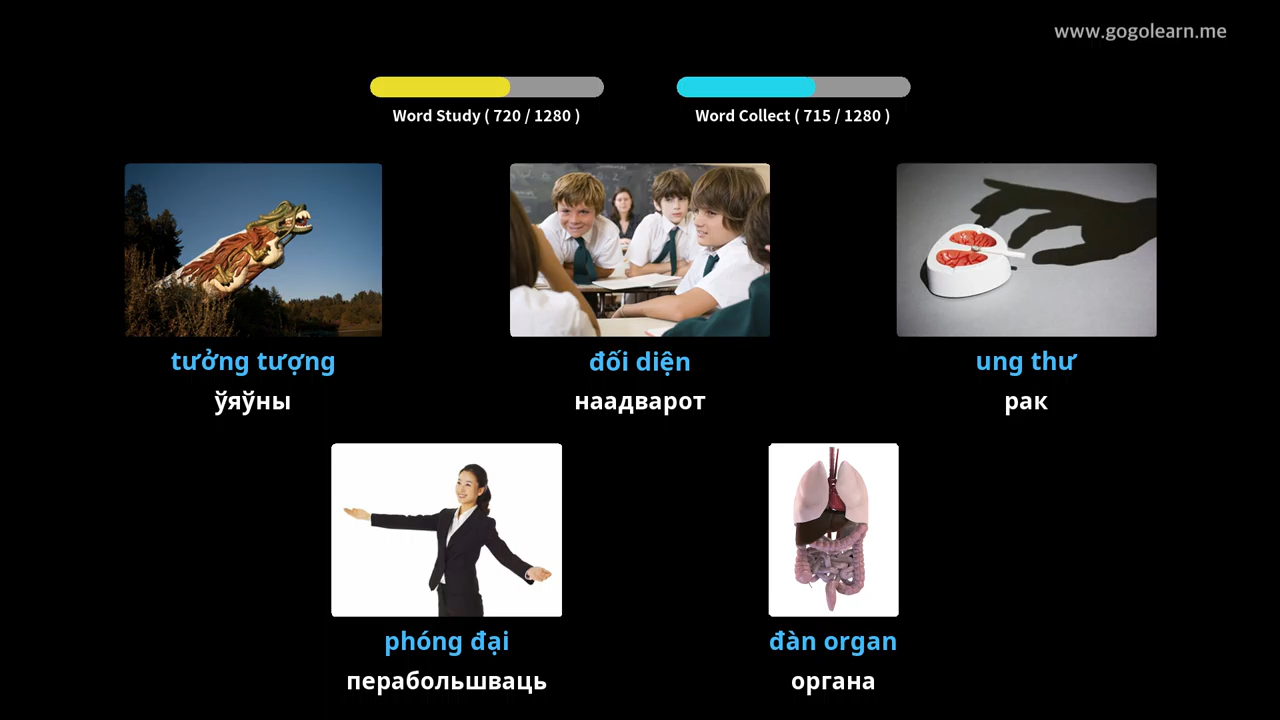 www.gogolearn.me
Word Study ( 720 / 1280 )
Word Collect ( 715 / 1280 )
tưởng tượng
ўяўны
đối diện
наадварот
ung thư
рак
phóng đại
перабольшваць
đàn organ
органа